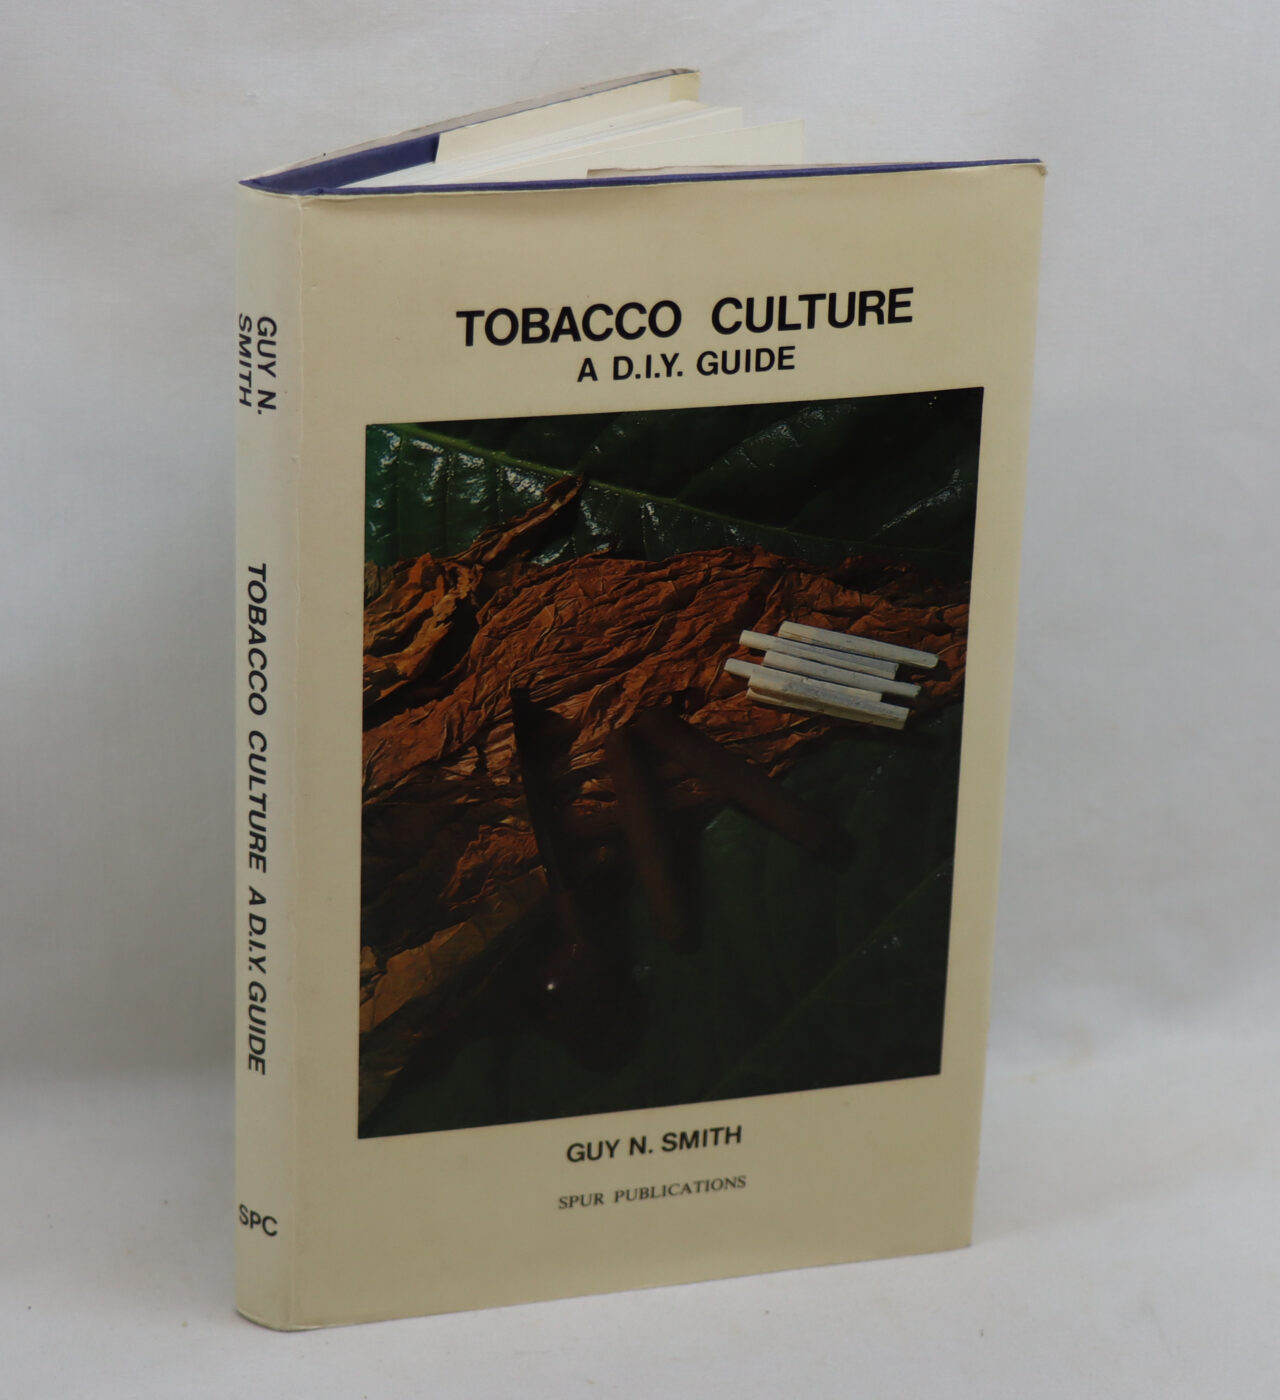 TOBACCO CULTURE
A D.I.Y. GUIDE
GUY N. SMITH
SPUR PUBLICATIONS
GUY N.
SMITH
TOBACCO CULTURE A D.I.Y. GUIDE
SPC